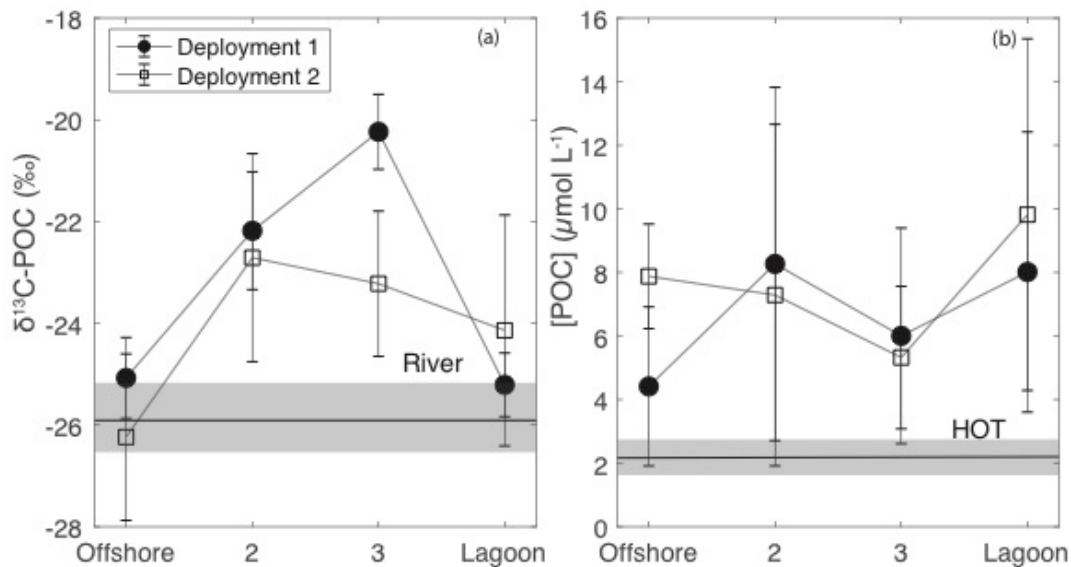 (a)
Deployment 1
Deployment 2
δ¹³C-POC (‰)
-18
-20
-22
-24
-26
-28
River
Offshore 2 3 Lagoon
(b)
[POC] (μmol L⁻¹)
16
14
12
10
8
6
4
2
0
HOT
Offshore 2 3 Lagoon